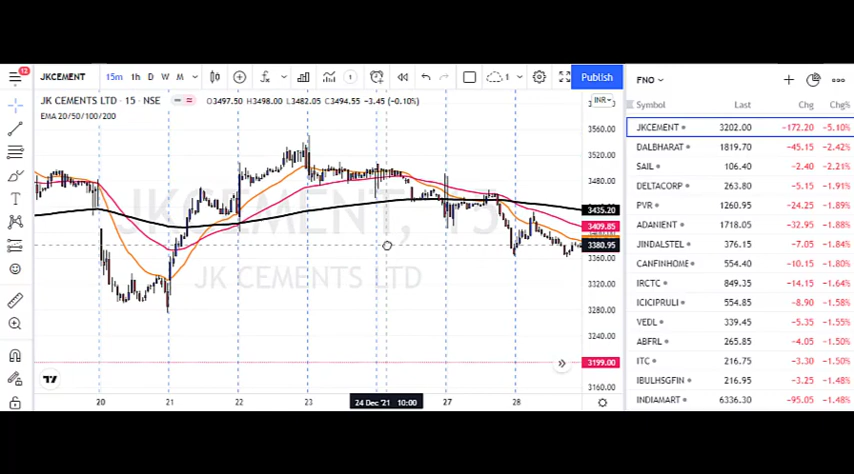 12
JKCEMENT 15m 1h D W M 1 1 Publish
JK CEMENTS LTD · 15 · NSE O3497.50 H3498.00 L3482.05 C3494.55 -3.45 (-0.10%)
EMA 20/50/100/200
INR
3560.00
3520.00
3480.00
3435.20
3409.85
3380.95
3360.00
3320.00
3280.00
3240.00
3199.00
3160.00
JKCEMENT, 15
JK CEMENTS LTD
20 21 22 23 24 Dec '21 10:00 27 28
FNO
Symbol Last Chg Chg%
JKCEMENT 3202.00 -172.20 -5.10%
DALBHARAT 1819.70 -45.15 -2.42%
SAIL 106.40 -2.40 -2.21%
DELTACORP 263.80 -5.15 -1.91%
PVR 1260.95 -24.25 -1.89%
ADANIENT 1718.05 -32.95 -1.88%
JINDALSTEL 376.15 -7.05 -1.84%
CANFINHOME 554.40 -10.15 -1.80%
IRCTC 849.35 -14.15 -1.64%
ICICIPRULI 554.85 -8.90 -1.58%
VEDL 339.45 -5.35 -1.55%
ABFRL 265.85 -4.05 -1.50%
ITC 216.75 -3.30 -1.50%
IBULHSGFIN 216.95 -3.25 -1.48%
INDIAMART 6336.30 -95.05 -1.48%